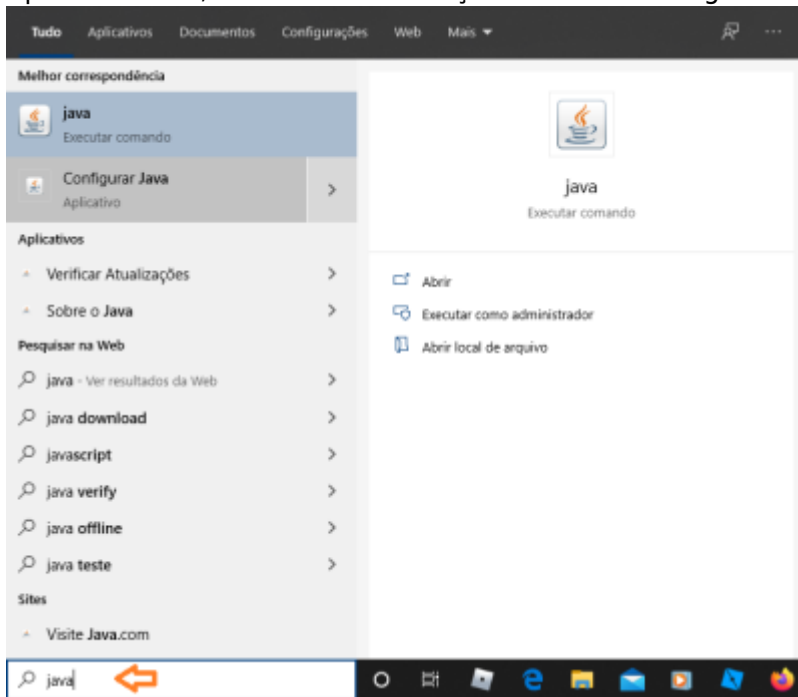 Tudo Aplicativos Documentos Configurações Web Mais
Melhor correspondência
java
Executar comando
Configurar Java
Aplicativo
Aplicativos
Verificar Atualizações
Sobre o Java
Pesquisar na Web
java - Ver resultados da Web
java download
javascript
java verify
java offline
java teste
Sites
Visite Java.com
java
java
Executar comando
Abrir
Executar como administrador
Abrir local de arquivo